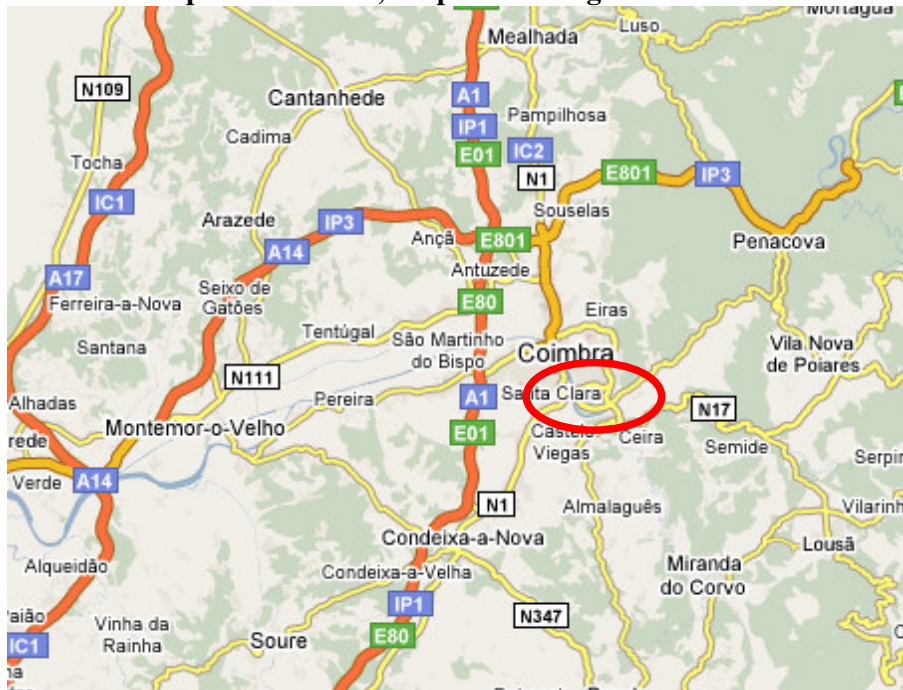 Mealhada
Luso
Mortágua
N109
Cantanhede
A1
IP1
E01
Pampilhosa
IC2
N1
Cadima
Tocha
IC1
E801
IP3
Souselas
Arazede
IP3
A14
Ançã
E801
Penacova
Antuzede
A17
Ferreira-a-Nova
Seixo de
Gatões
E80
Eiras
Tentúgal
São Martinho
do Bispo
Santana
Coimbra
Vila Nova
de Poiares
N111
Pereira
A1
Santa Clara
N17
Alhadas
Montemor-o-Velho
E01
Castelo
Viegas
Ceira
Semide
Verde
A14
N1
Almalaguês
Condeixa-a-Nova
Lousã
Alqueidão
Condeixa-a-Velha
Miranda
do Corvo
IP1
N347
Vinha da
Rainha
Soure
E80
IC1